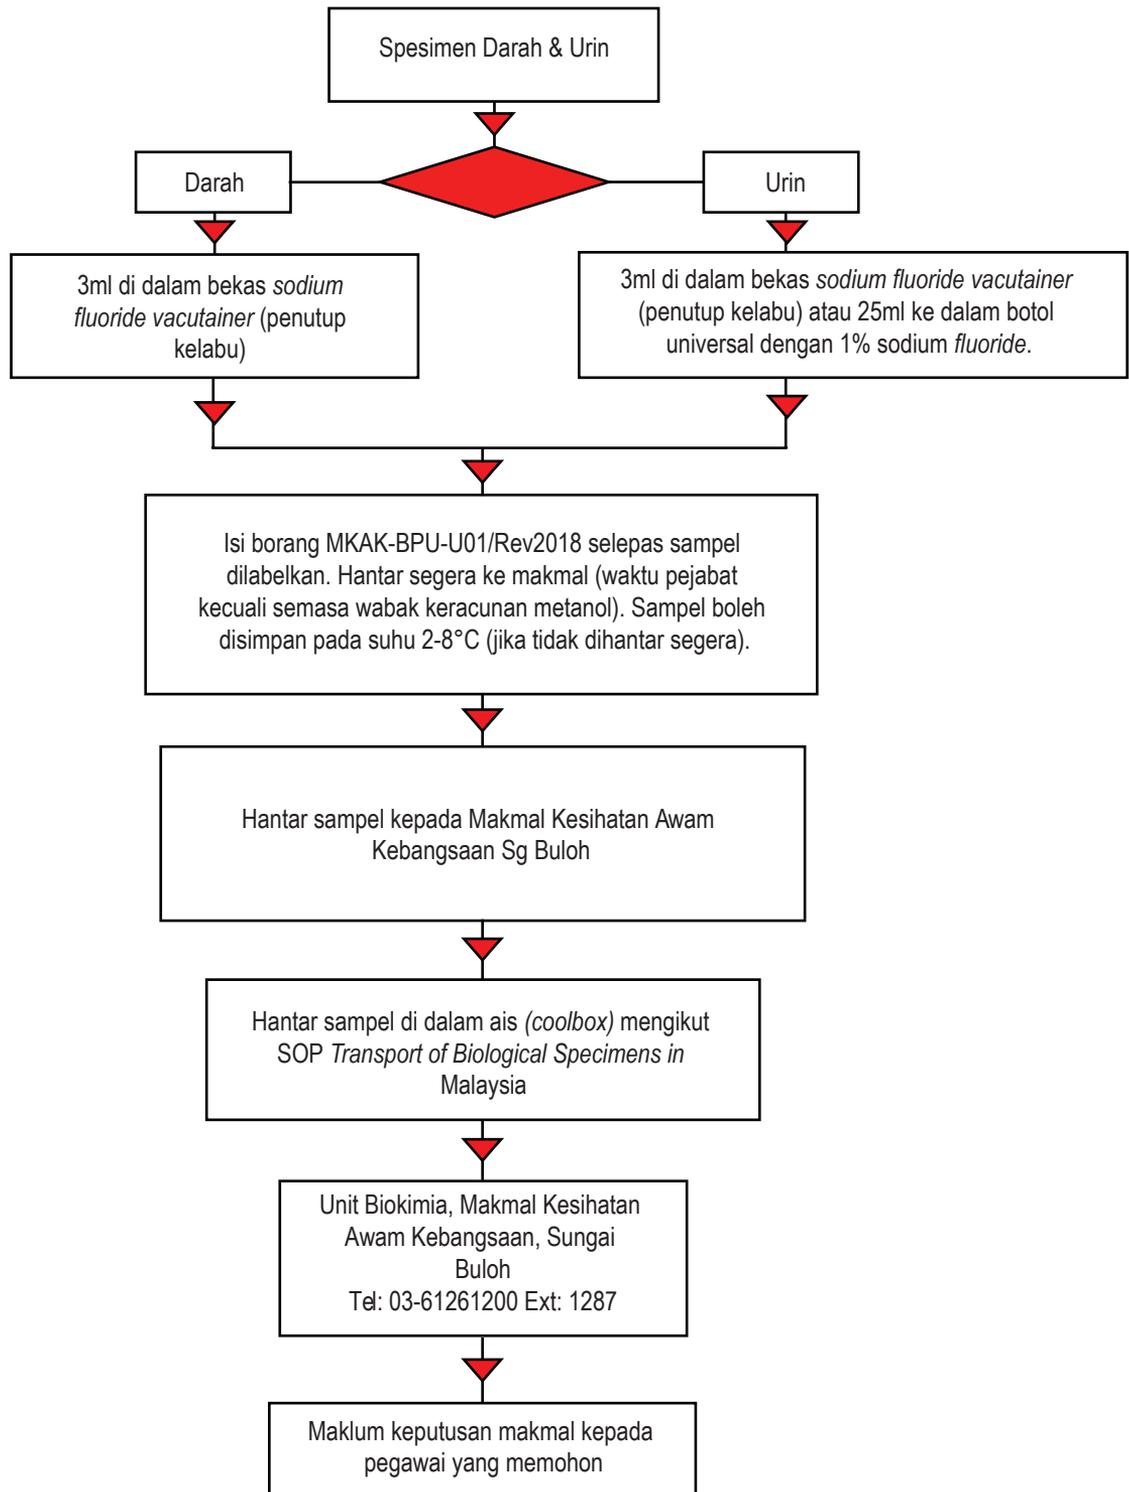 Spesimen Darah & Urin
Darah
Urin
3ml di dalam bekas sodium
fluoride vacutainer (penutup
kelabu)
3ml di dalam bekas sodium fluoride vacutainer
(penutup kelabu) atau 25ml ke dalam botol
universal dengan 1% sodium fluoride.
Isi borang MKAK-BPU-U01/Rev2018 selepas sampel
dilabelkan. Hantar segera ke makmal (waktu pejabat
kecuali semasa wabak keracunan metanol). Sampel boleh
disimpan pada suhu 2-8°C (jika tidak dihantar segera).
Hantar sampel kepada Makmal Kesihatan Awam
Kebangsaan Sg Buloh
Hantar sampel di dalam ais (coolbox) mengikut
SOP Transport of Biological Specimens in
Malaysia
Unit Biokimia, Makmal Kesihatan
Awam Kebangsaan, Sungai
Buloh
Tel: 03-61261200 Ext: 1287
Maklum keputusan makmal kepada
pegawai yang memohon